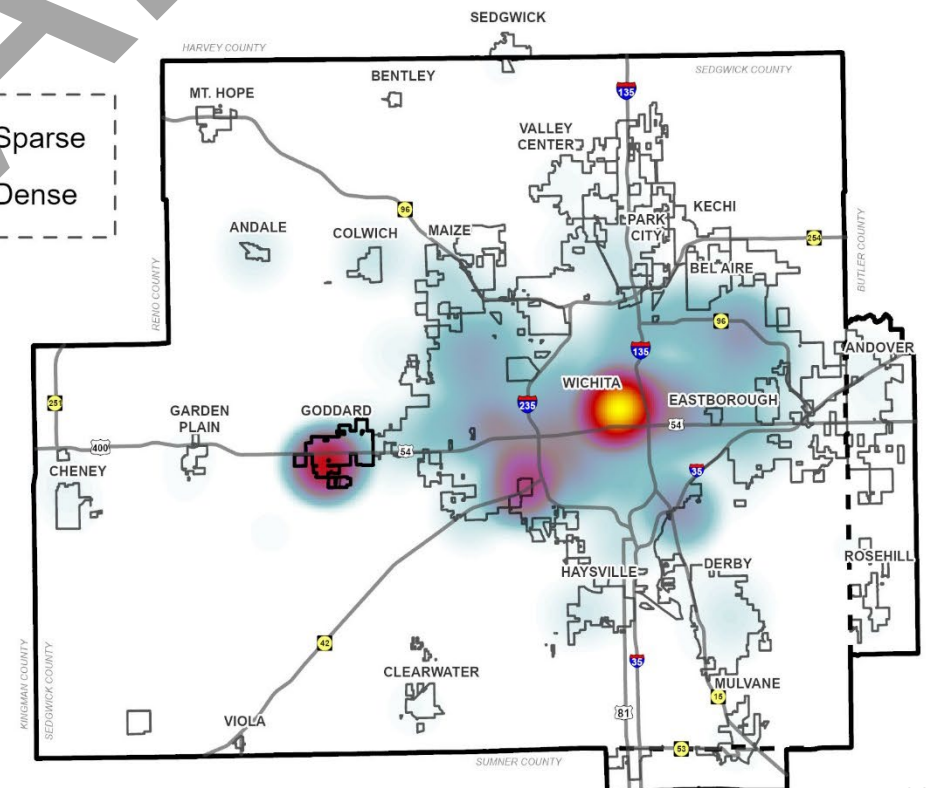 SEDGWICK
HARVEY COUNTY
SEDGWICK COUNTY
BENTLEY
MT. HOPE
135
Sparse
Dense
VALLEY
CENTER
96
KECHI
PARK
CITY
ANDALE
COLWICH
MAIZE
254
BUTLER COUNTY
BEL AIRE
RENO COUNTY
96
135
ANDOVER
WICHITA
251
235
EASTBOROUGH
GARDEN
PLAIN
GODDARD
54
400
54
CHENEY
35
ROSEHILL
HAYSVILLE
DERBY
42
KINGMAN COUNTY
SEDGWICK COUNTY
35
CLEARWATER
MULVANE
15
81
VIOLA
53
SUMNER COUNTY